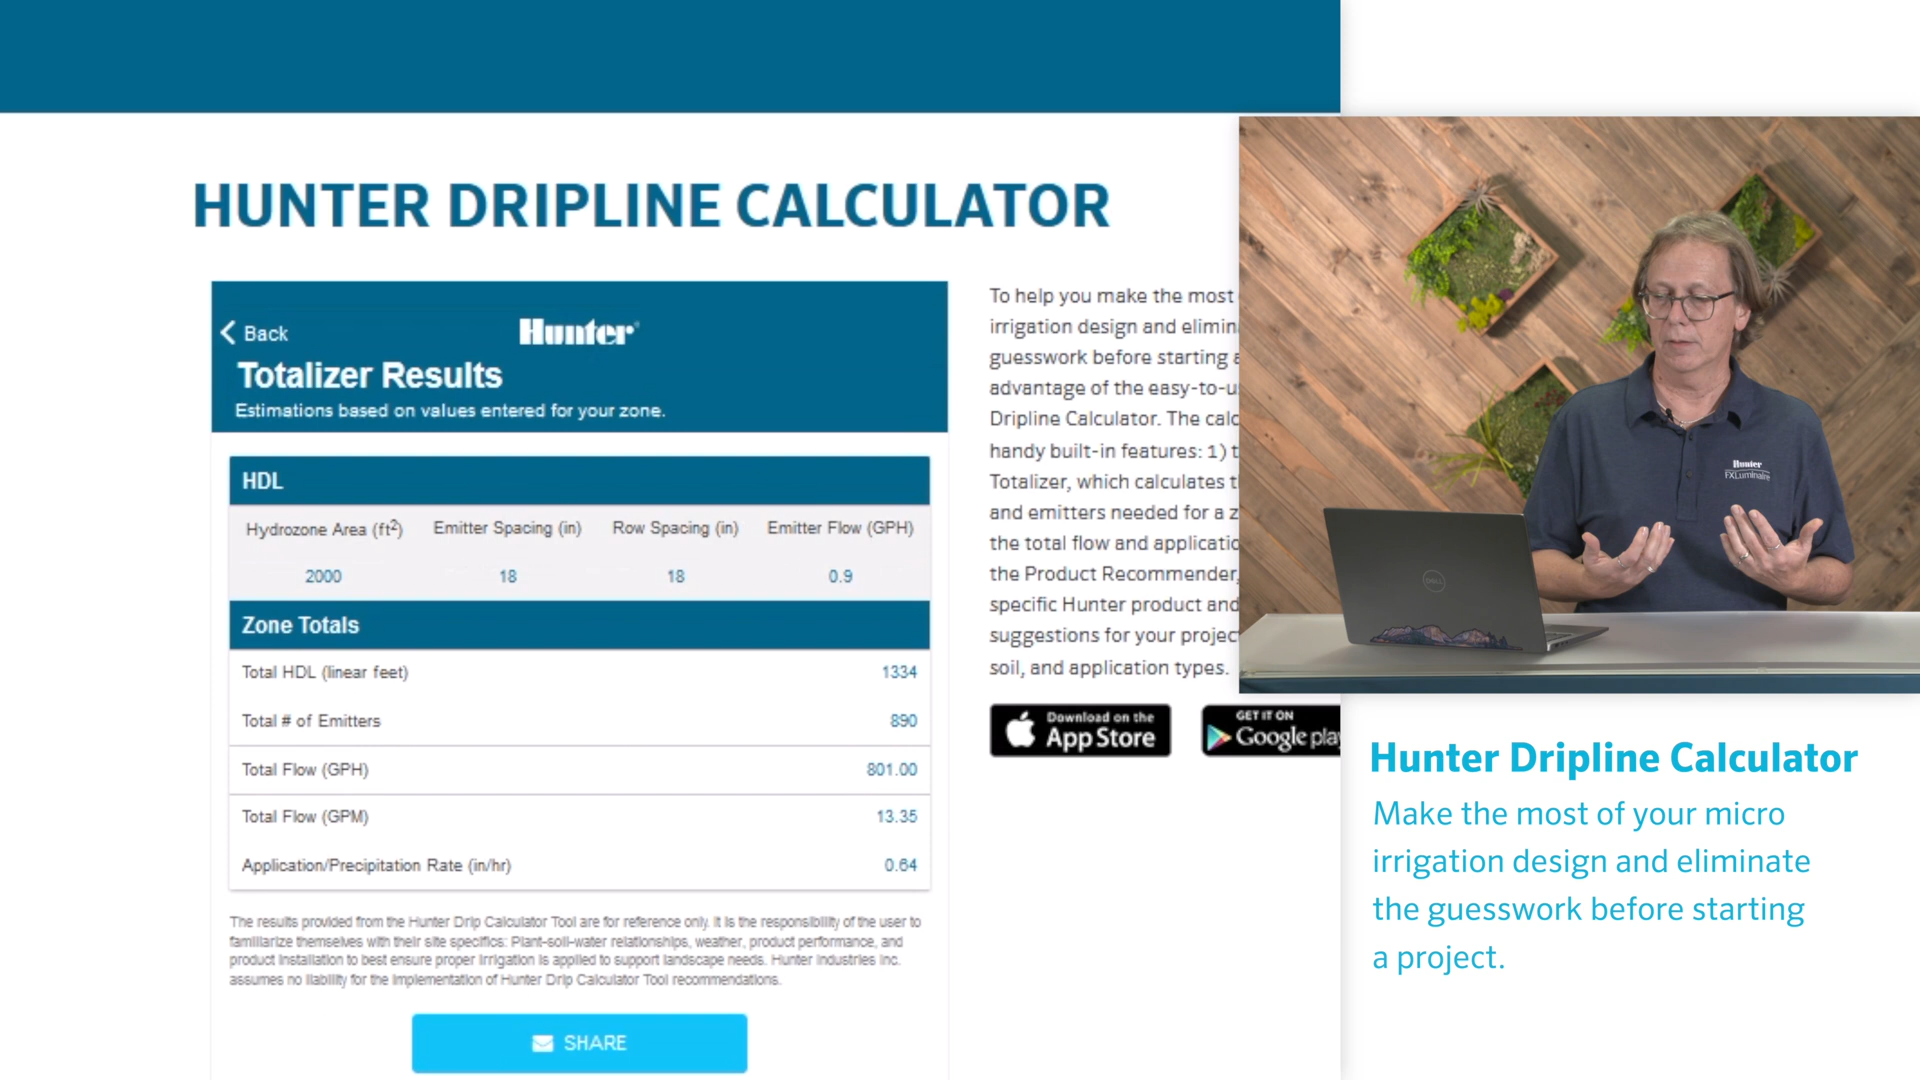 HUNTER DRIPLINE CALCULATOR
Back
Hunter
Totalizer Results
Estimations based on values entered for your zone.
HDL
Hydrozone Area (ft²) Emitter Spacing (in) Row Spacing (in) Emitter Flow (GPH)
2000 18 18 0.9
Zone Totals
Total HDL (linear feet) 1334
Total # of Emitters 890
Total Flow (GPH) 801.00
Total Flow (GPM) 13.35
Application/Precipitation Rate (in/hr) 0.64
The results provided from the Hunter Drip Calculator Tool are for reference only. It is the responsibility of the user to
familiarize themselves with their site specifics: Plant-soil-water relationships, weather, product performance, and
product installation to best ensure proper irrigation is applied to support landscape needs. Hunter Industries Inc.
assumes no liability for the implementation of Hunter Drip Calculator Tool recommendations.
SHARE
To help you make the most
irrigation design and elimin
guesswork before starting
advantage of the easy-to-u
Dripline Calculator. The calc
handy built-in features: 1) t
Totalizer, which calculates t
and emitters needed for a z
the total flow and applicatio
the Product Recommender,
specific Hunter product and
suggestions for your projec
soil, and application types.
Download on the
App Store
GET IT ON
Google pla
Hunter
FXLuminaire
DELL
Hunter Dripline Calculator
Make the most of your micro
irrigation design and eliminate
the guesswork before starting
a project.